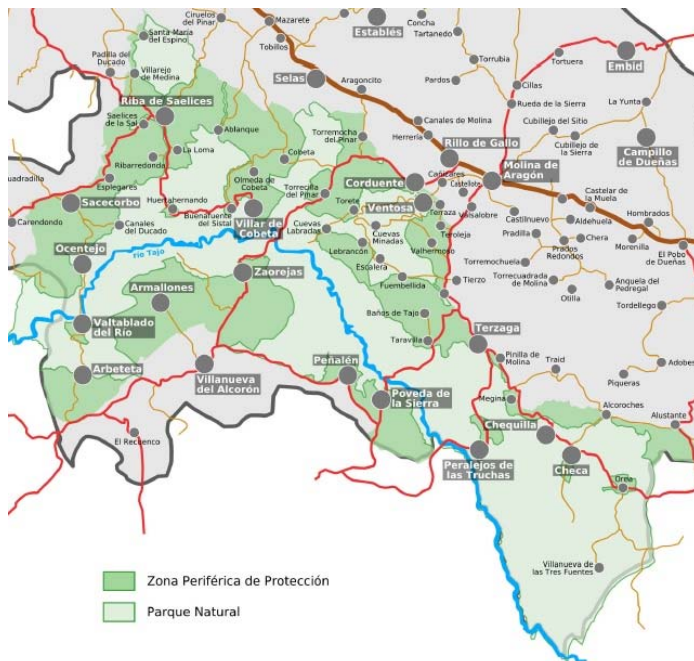 Ciruelos
del Pinar
Mazarete
Establés
Concha
Tartanedo
Santa María
del Espino
Tobillos
Embid
Padilla del
Ducado
Torrubia
Tortuera
Villarejo
de Medina
Selas
Aragoncito
Pardos
Cillas
Riba de Saelices
Rueda de la Sierra
La Yunta
Saelices
de la Sal
Ablanque
Torremocha
del Pinar
Canales de Molina
Herrería
Cubillejo del Sitio
Rillo de Gallo
Cubillejo
de la Sierra
Campillo
de Dueñas
La Loma
Ribarredonda
Cobeta
Molina de
Aragón
Esplegares
Olmeda de
Cobeta
Torrecilla
del Pinar
Corduente
Cañizares
Castellote
Huertahernando
Sacecorbo
Buenafuente
del Sistal
Torete
Ventosa
Terraza
Valsalobre
Castilnuevo
Castelar de
la Muela
Carendondo
Canales
del Ducado
Villar de
Cobeta
Cuevas
Labradas
Cuevas
Minadas
Teroleja
Pradilla
Aldehuela
Hombrados
Chera
Prados
Redondos
Morenilla
El Pobo
de Dueñas
Ocentejo
río Tajo
Lebrancón
Valhermoso
Escalera
Zaorejas
Torremochuela
Torrecuadrada
de Molina
Anquela del
Pedregal
Armallones
Fuembellida
Tierzo
Otilla
Tordellego
Baños de Tajo
Valtablado
del Río
Taravilla
Terzaga
Pinilla de
Molina
Traid
Adobes
Arbeteta
Villanueva
del Alcorón
Peñalén
Piqueras
Poveda de
la Sierra
Megina
Alcoroches
Alustante
El Recuenco
Chequilla
Peralejos de
las Truchas
Checa
Orea
Villanueva de
las Tres Fuentes
Zona Periférica de Protección
Parque Natural